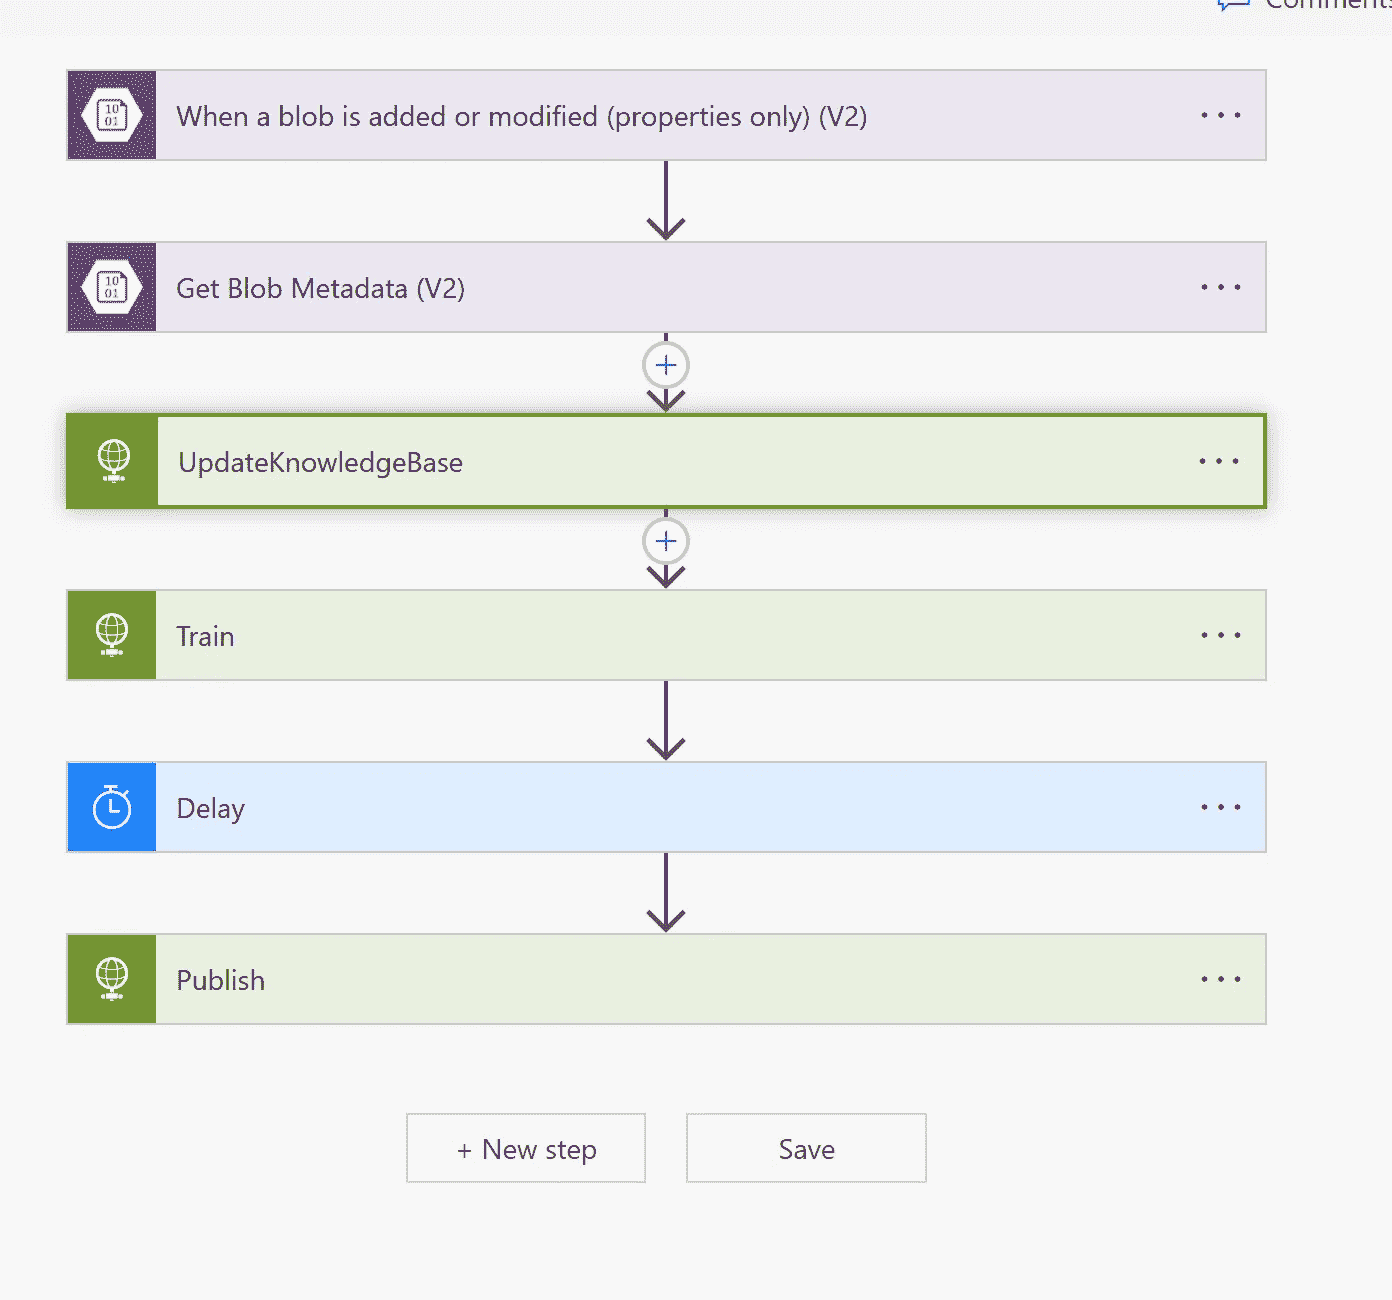 Comments
10
01
When a blob is added or modified (properties only) (V2)
10
01
Get Blob Metadata (V2)
UpdateKnowledgeBase
Train
Delay
Publish
+ New step
Save